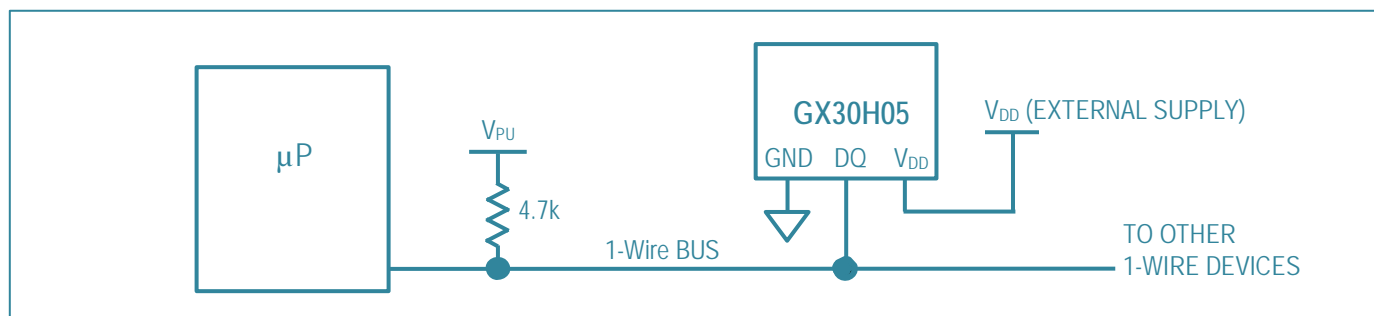 µP
VPU
4.7k
1-Wire BUS
GX30H05
GND DQ VDD
VDD (EXTERNAL SUPPLY)
TO OTHER
1-WIRE DEVICES